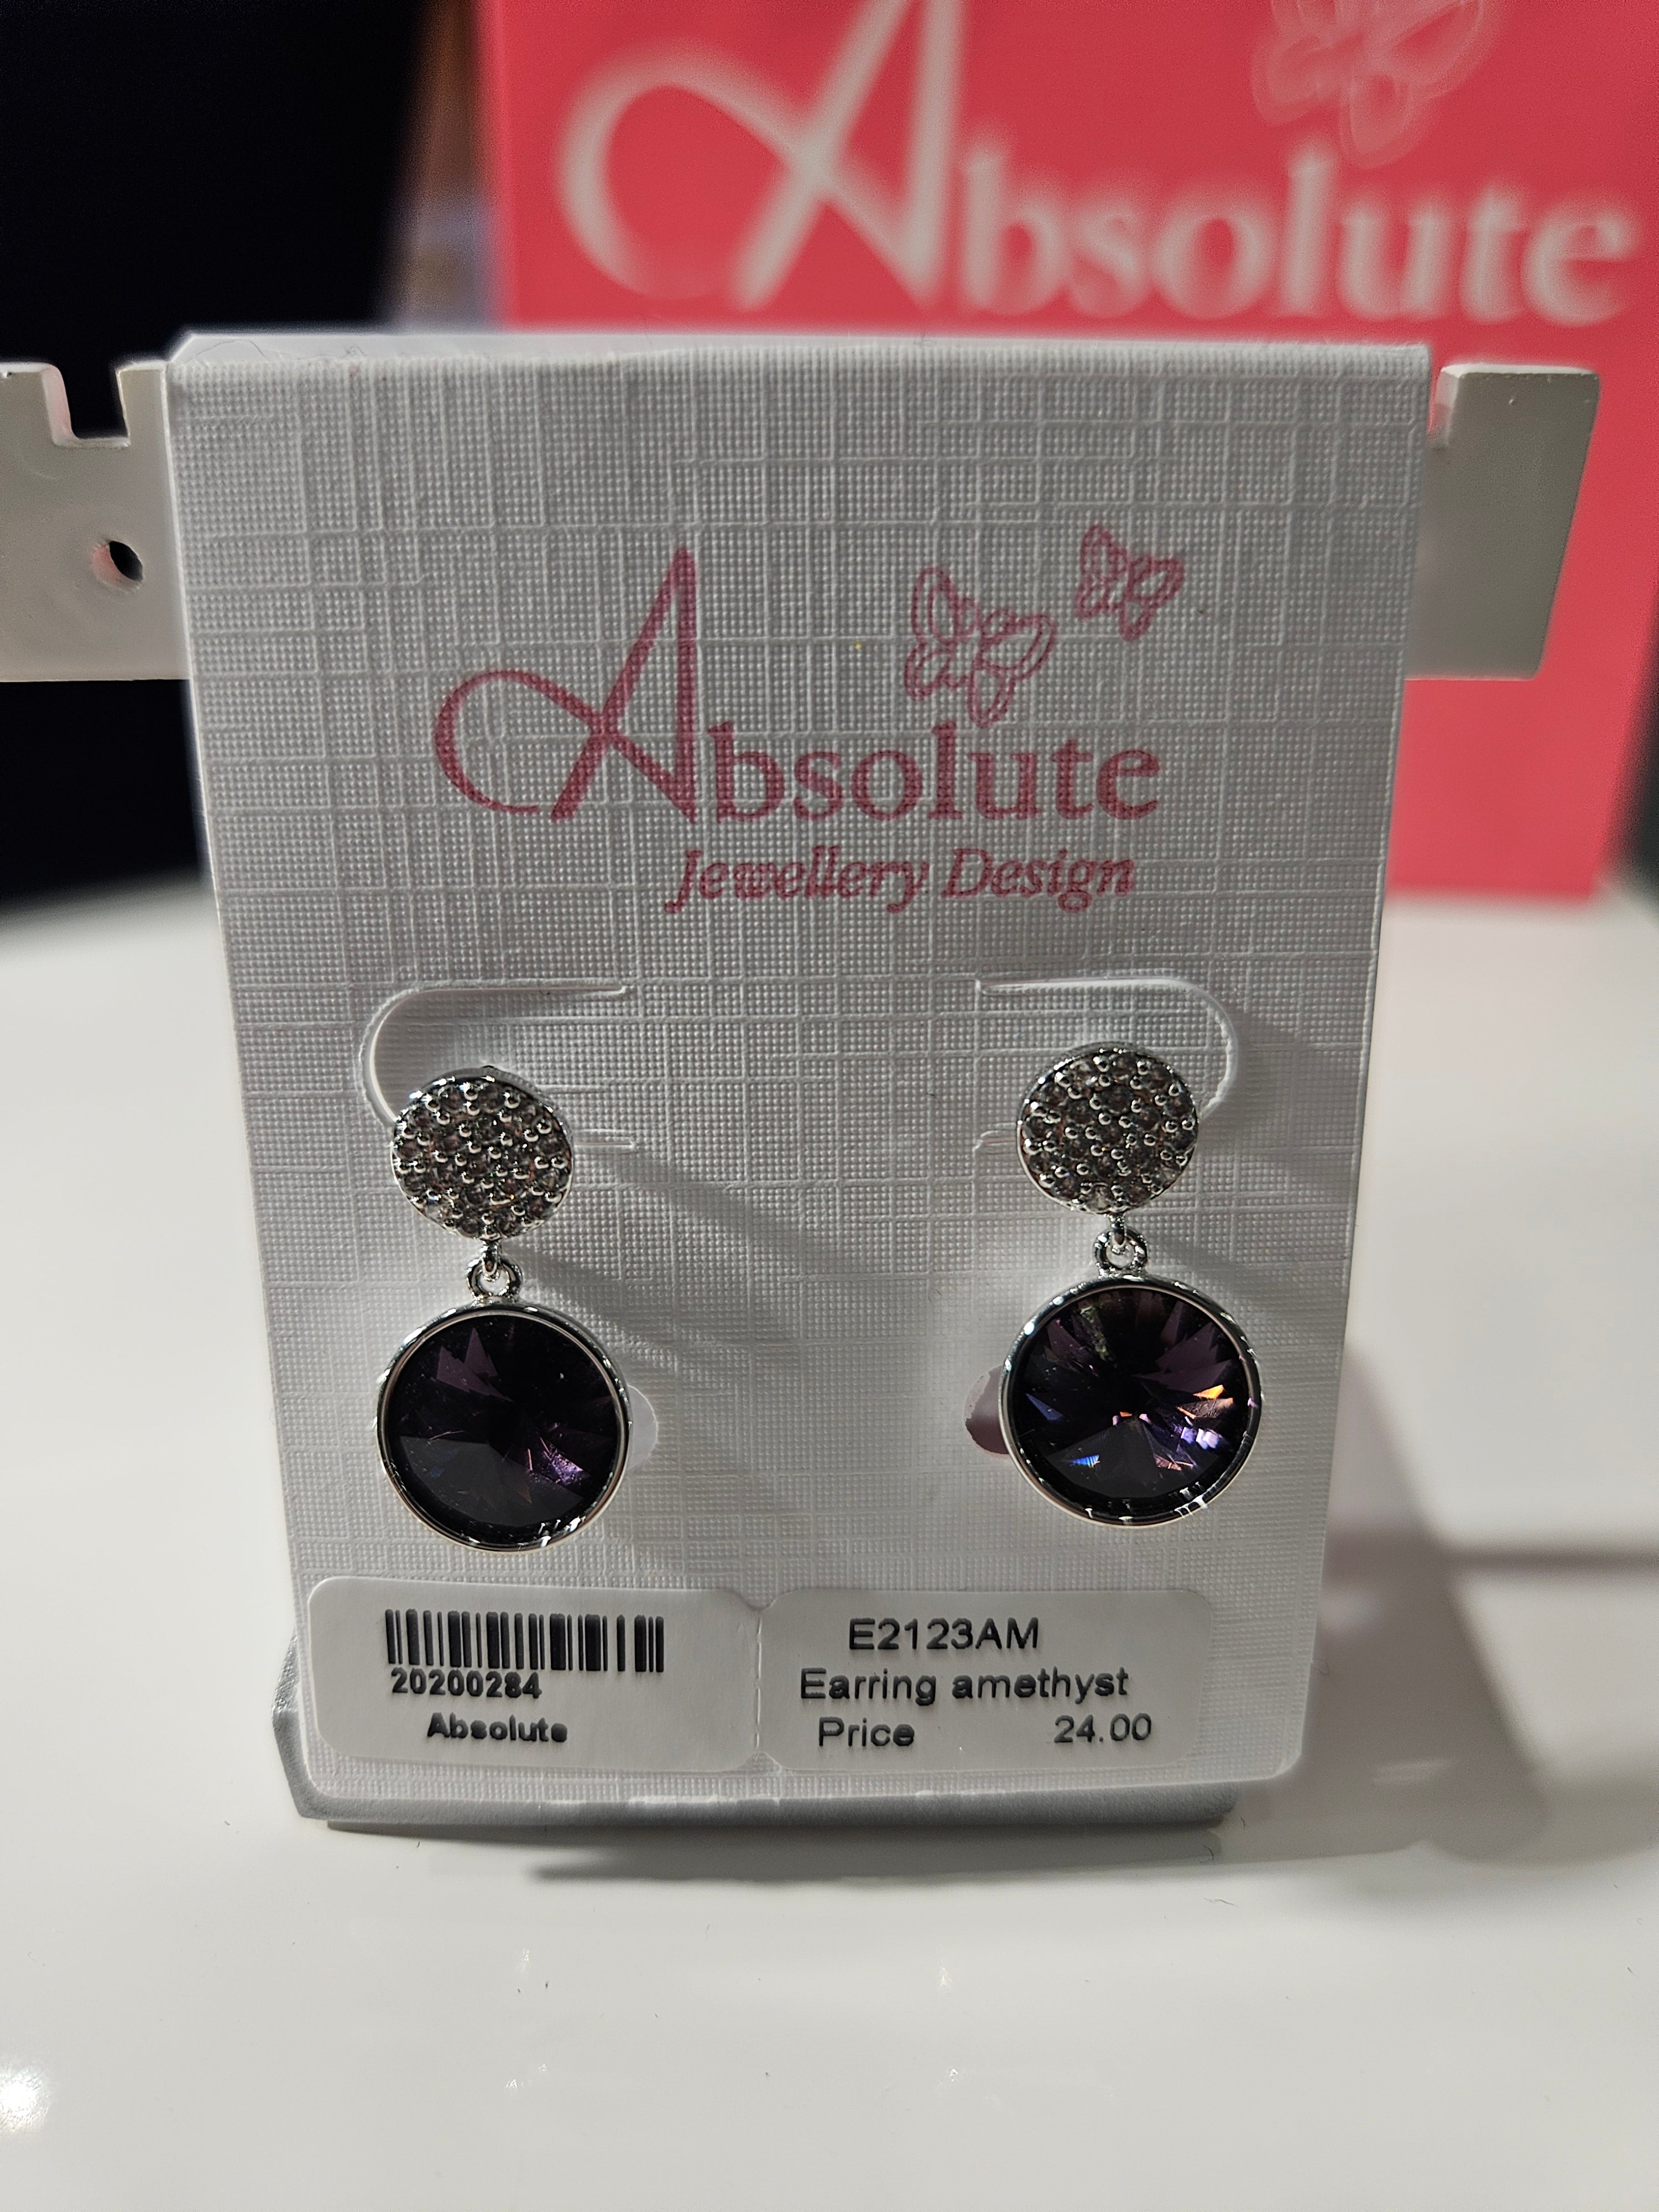 Absolute
Absolute
Jewellery Design
20200284
Absolute
E2123AM
Earring amethyst
Price 24.00